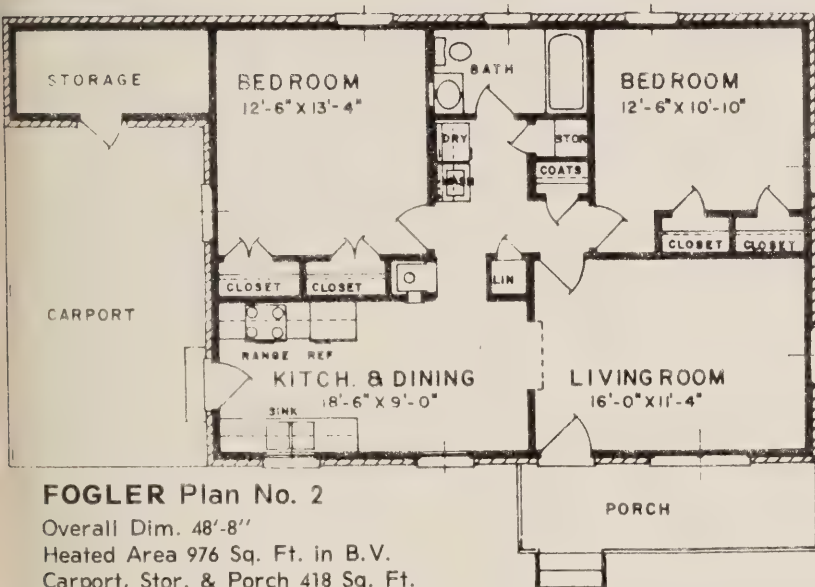 STORAGE
BEDROOM
12'-6" X 13'-4"
BATH
BEDROOM
12'-6" X 10'-10"
DRY
STOR
WASH
COATS
CLOSET
CLOSET
CLOSET
CLOSET
LIN
CARPORT
RANGE REF
KITCH. & DINING
18'-6" X 9'-0"
LIVING ROOM
16'-0" X 11'-4"
SINK
PORCH
FOGLER Plan No. 2
Overall Dim. 48'-8''
Heated Area 976 Sq. Ft. in B.V.
Carport, Stor. & Porch 418 Sq. Ft.